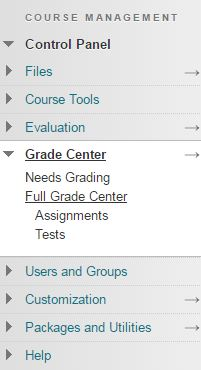 COURSE MANAGEMENT
Control Panel
Files
Course Tools
Evaluation
Grade Center
Needs Grading
Full Grade Center
Assignments
Tests
Users and Groups
Customization
Packages and Utilities
Help